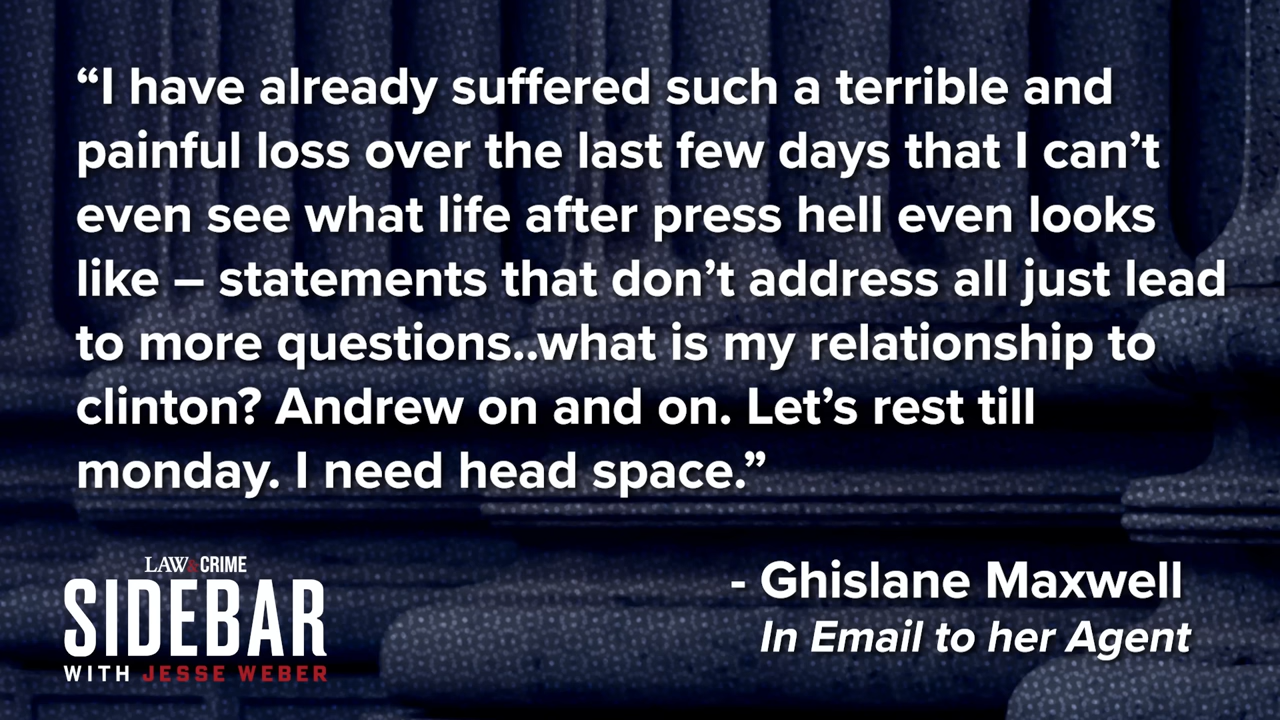 “I have already suffered such a terrible and
painful loss over the last few days that I can’t
even see what life after press hell even looks
like – statements that don’t address all just lead
to more questions..what is my relationship to
clinton? Andrew on and on. Let’s rest till
monday. I need head space.”
LAW&CRIME
SIDEBAR
WITH JESSE WEBER
- Ghislane Maxwell
In Email to her Agent